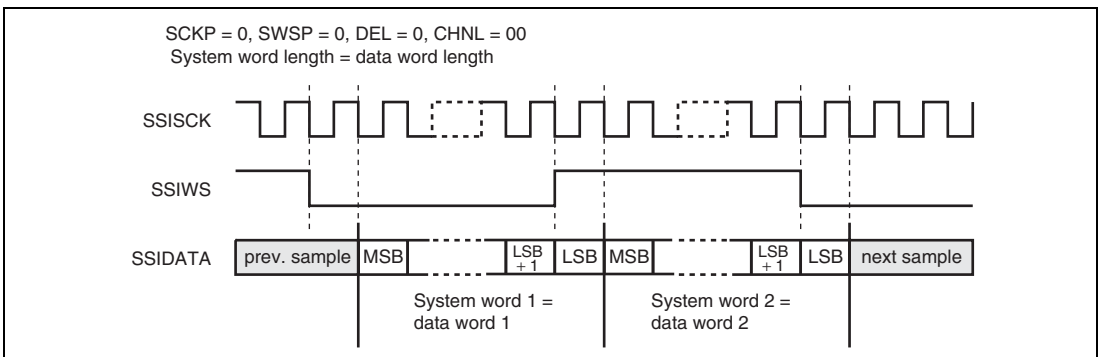 SCKP = 0, SWSP = 0, DEL = 0, CHNL = 00
System word length = data word length
SSISCK
SSIWS
SSIDATA
prev. sample
MSB
LSB
+ 1
LSB
MSB
LSB
+ 1
LSB
next sample
System word 1 =
data word 1
System word 2 =
data word 2